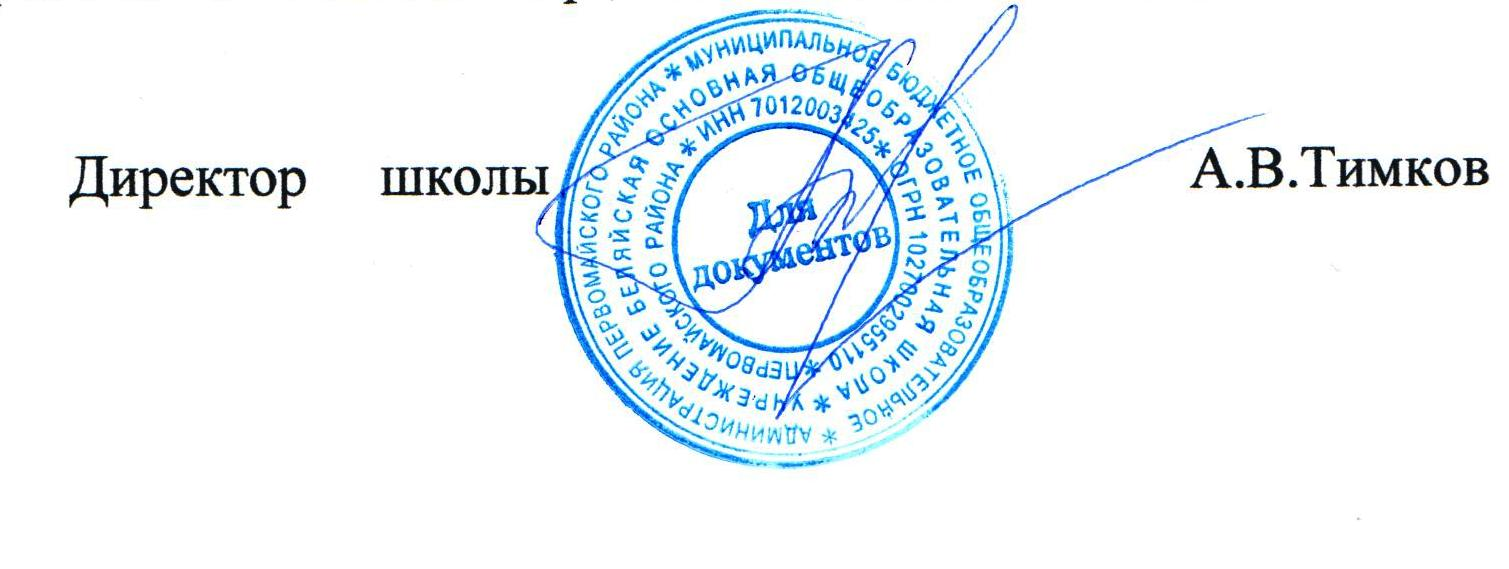 Директор школы А.В.Тимков
АДМИНИСТРАЦИЯ ПЕРВОМАЙСКОГО РАЙОНА * МУНИЦИПАЛЬНОЕ БЮДЖЕТНОЕ ОБЩЕОБРАЗОВАТЕЛЬНОЕ *
УЧРЕЖДЕНИЕ БЕЛЯЙСКАЯ ОСНОВНАЯ ОБЩЕОБРАЗОВАТЕЛЬНАЯ ШКОЛА *
ПЕРВОМАЙСКОГО РАЙОНА * ИНН 7012003425 * ОГРН 1027002955110 *
Для
документов